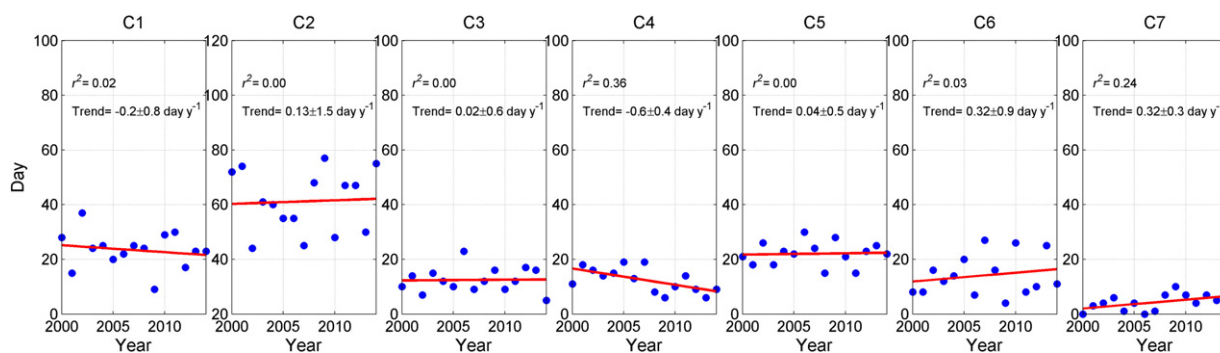 C1 C2 C3 C4 C5 C6 C7
100 120 100 100 100 100 100
r²= 0.02 r²= 0.00 r²= 0.00 r²= 0.36 r²= 0.00 r²= 0.03 r²= 0.24
80 100 80 80 80 80 80
Trend= -0.2±0.8 day y⁻¹ Trend= 0.13±1.5 day y⁻¹ Trend= 0.02±0.6 day y⁻¹ Trend= -0.6±0.4 day y⁻¹ Trend= 0.04±0.5 day y⁻¹ Trend= 0.32±0.9 day y⁻¹ Trend= 0.32±0.3 day y⁻¹
60 80 60 60 60 60 60
Day
40 60 40 40 40 40 40
20 40 20 20 20 20 20
0 20 0 0 0 0 0
2000 2005 2010 2000 2005 2010 2000 2005 2010 2000 2005 2010 2000 2005 2010 2000 2005 2010 2000 2005 2010
Year Year Year Year Year Year Year